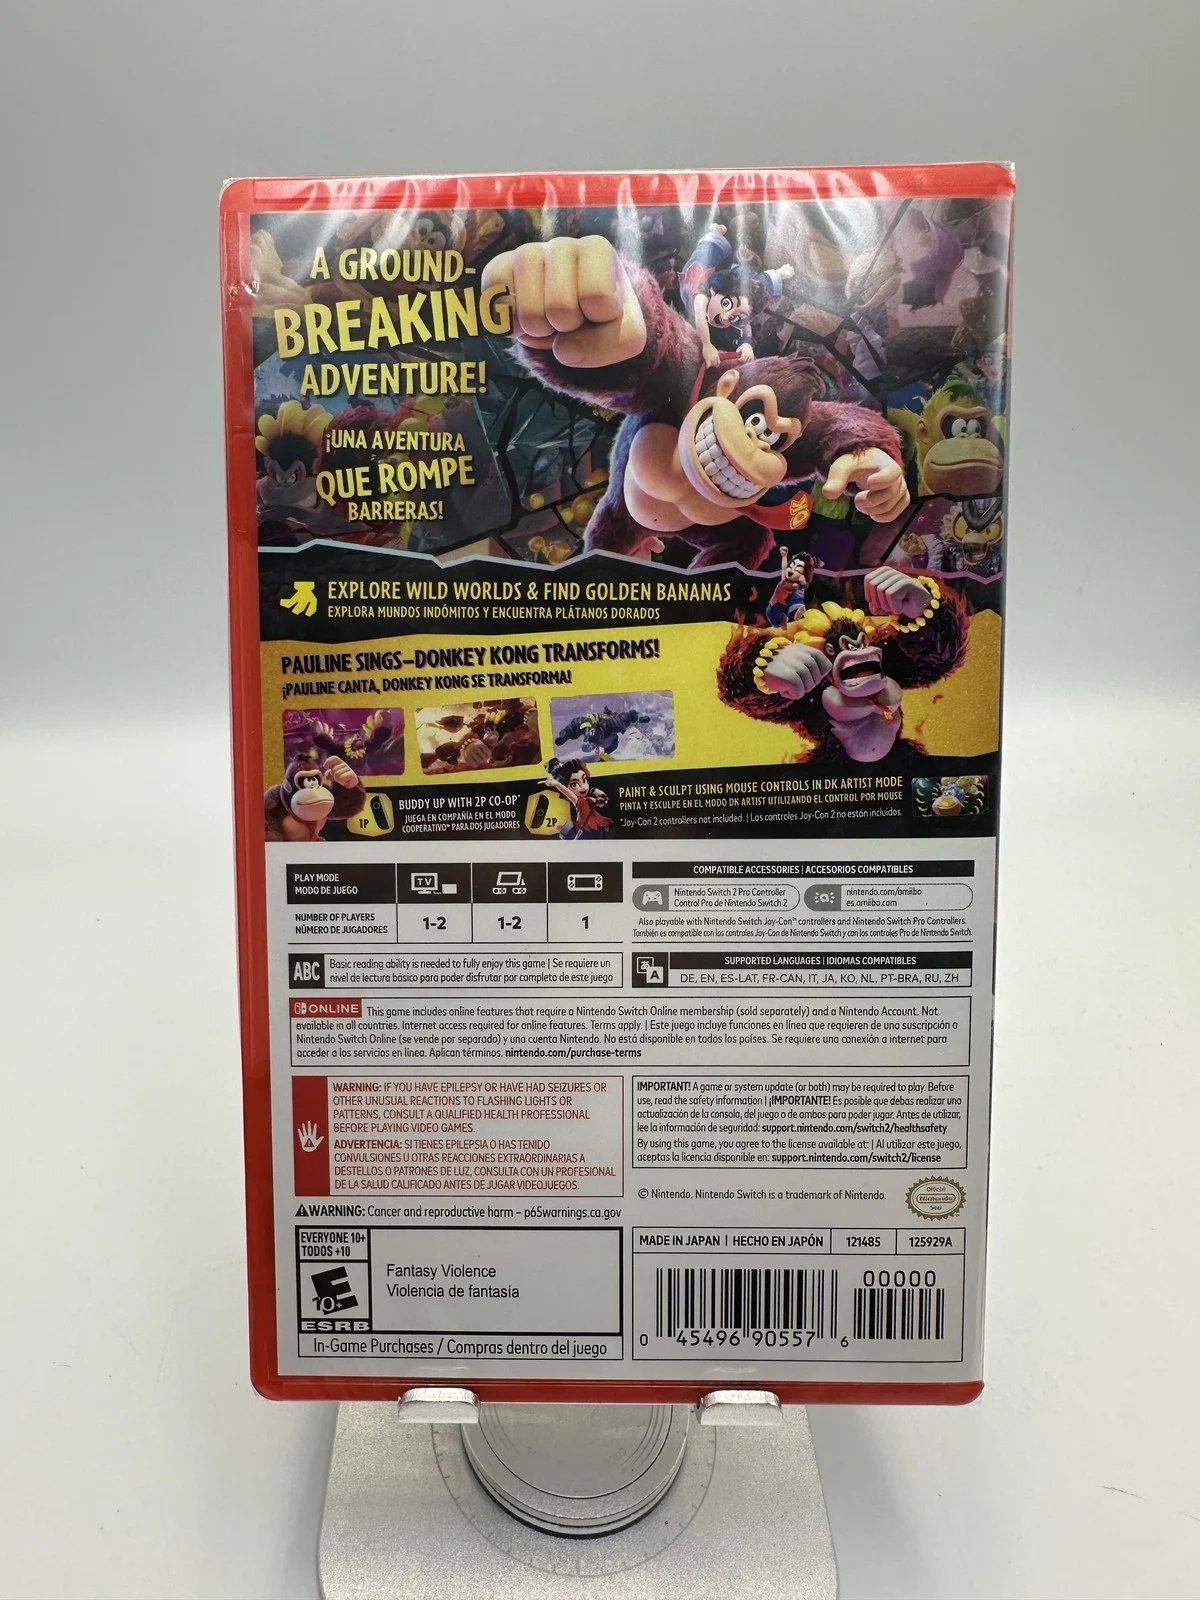 A GROUND-
BREAKING
ADVENTURE!
¡UNA AVENTURA
QUE ROMPE
BARRERAS!
DK
EXPLORE WILD WORLDS & FIND GOLDEN BANANAS
EXPLORA MUNDOS INDÓMITOS Y ENCUENTRA PLÁTANOS DORADOS
PAULINE SINGS—DONKEY KONG TRANSFORMS!
¡PAULINE CANTA, DONKEY KONG SE TRANSFORMA!
1P
BUDDY UP WITH 2P CO-OP*
JUEGA EN COMPAÑÍA EN EL MODO
COOPERATIVO* PARA DOS JUGADORES
2P
PAINT & SCULPT USING MOUSE CONTROLS IN DK ARTIST MODE
PINTA Y ESCULPE EN EL MODO DK ARTIST UTILIZANDO EL CONTROL POR MOUSE
*Joy-Con 2 controllers not included. | Los controles Joy-Con 2 no están incluidos.
PLAY MODE
MODO DE JUEGO
TV
NUMBER OF PLAYERS
NÚMERO DE JUGADORES
1-2
1-2
1
COMPATIBLE ACCESSORIES | ACCESORIOS COMPATIBLES
Nintendo Switch 2 Pro Controller
Control Pro de Nintendo Switch 2
nintendo.com/amiibo
es.amiibo.com
Also playable with Nintendo Switch Joy-Con™ controllers and Nintendo Switch Pro Controllers.
También es compatible con los controles Joy-Con de Nintendo Switch y con los controles Pro de Nintendo Switch.
ABC
Basic reading ability is needed to fully enjoy this game | Se requiere un
nivel de lectura básico para poder disfrutar por completo de este juego
A
SUPPORTED LANGUAGES | IDIOMAS COMPATIBLES
DE, EN, ES-LAT, FR-CAN, IT, JA, KO, NL, PT-BRA, RU, ZH
ONLINE This game includes online features that require a Nintendo Switch Online membership (sold separately) and a Nintendo Account. Not
available in all countries. Internet access required for online features. Terms apply. | Este juego incluye funciones en línea que requieren de una suscripción a
Nintendo Switch Online (se vende por separado) y una cuenta Nintendo. No está disponible en todos los países. Se requiere una conexión a internet para
acceder a los servicios en línea. Aplican términos. nintendo.com/purchase-terms
WARNING: IF YOU HAVE EPILEPSY OR HAVE HAD SEIZURES OR
OTHER UNUSUAL REACTIONS TO FLASHING LIGHTS OR
PATTERNS, CONSULT A QUALIFIED HEALTH PROFESSIONAL
BEFORE PLAYING VIDEO GAMES.
ADVERTENCIA: SI TIENES EPILEPSIA O HAS TENIDO
CONVULSIONES U OTRAS REACCIONES EXTRAORDINARIAS A
DESTELLOS O PATRONES DE LUZ, CONSULTA CON UN PROFESIONAL
DE LA SALUD CALIFICADO ANTES DE JUGAR VIDEOJUEGOS.
IMPORTANT! A game or system update (or both) may be required to play. Before
use, read the safety information | ¡IMPORTANTE! Es posible que debas realizar una
actualización de la consola, del juego o de ambos para poder jugar. Antes de utilizar,
lee la información de seguridad: support.nintendo.com/switch2/healthsafety
By using this game, you agree to the license available at: | Al utilizar este juego,
aceptas la licencia disponible en: support.nintendo.com/switch2/license
© Nintendo. Nintendo Switch is a trademark of Nintendo.
Official
Nintendo
Seal
WARNING: Cancer and reproductive harm – p65warnings.ca.gov
EVERYONE 10+
TODOS +10
E
10+
ESRB
Fantasy Violence
Violencia de fantasía
In-Game Purchases / Compras dentro del juego
MADE IN JAPAN | HECHO EN JAPÓN
121485
125929A
00000
0 45496 90557 6